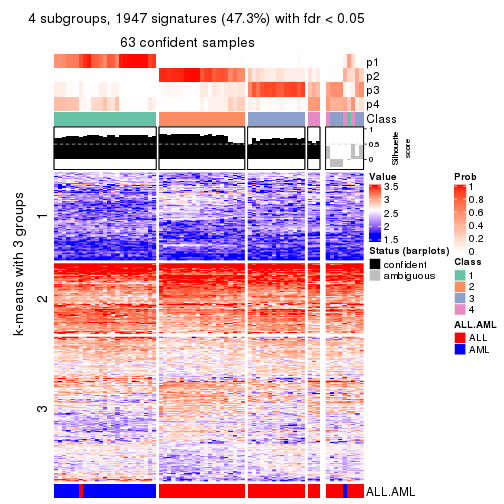 4 subgroups, 1947 signatures (47.3%) with fdr < 0.05
63 confident samples
p1
p2
p3
p4
Class
1
0.5
0
Silhouette
score
k-means with 3 groups
1
2
3
Value
3.5
3
2.5
2
1.5
Status (barplots)
confident
ambiguous
Prob
1
0.8
0.6
0.4
0.2
0
Class
1
2
3
4
ALL.AML
ALL
AML
ALL.AML